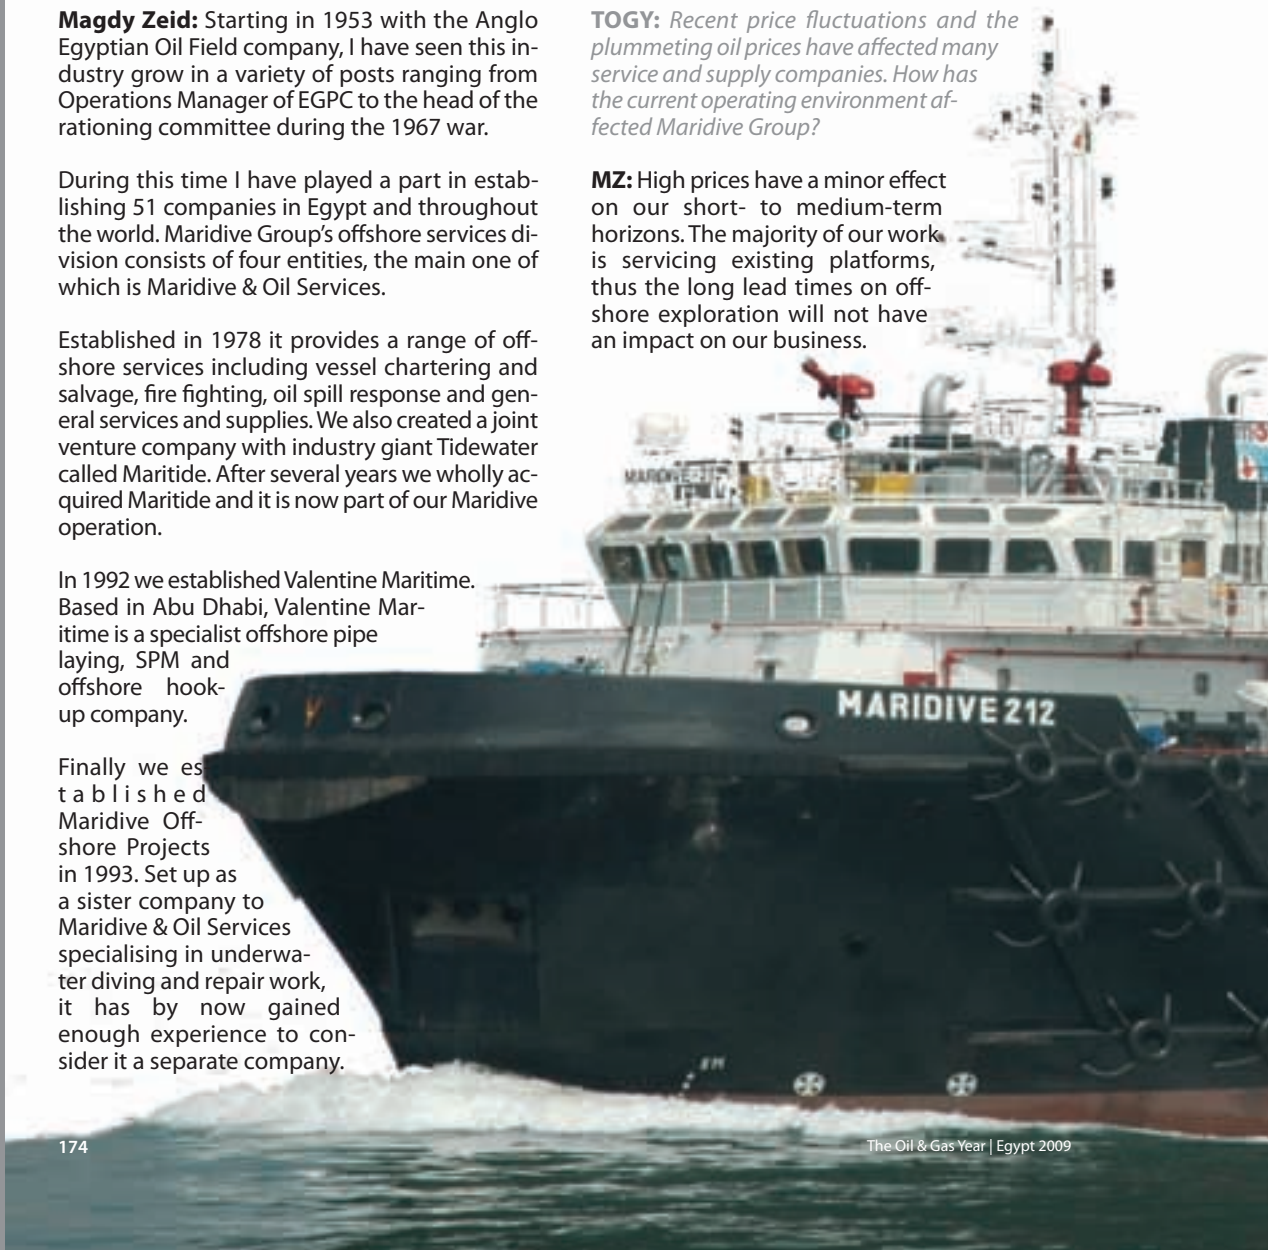 Magdy Zeid: Starting in 1953 with the Anglo
Egyptian Oil Field company, I have seen this in-
dustry grow in a variety of posts ranging from
Operations Manager of EGPC to the head of the
rationing committee during the 1967 war.
During this time I have played a part in estab-
lishing 51 companies in Egypt and throughout
the world. Maridive Group’s offshore services di-
vision consists of four entities, the main one of
which is Maridive & Oil Services.
Established in 1978 it provides a range of off-
shore services including vessel chartering and
salvage, fire fighting, oil spill response and gen-
eral services and supplies. We also created a joint
venture company with industry giant Tidewater
called Maritide. After several years we wholly ac-
quired Maritide and it is now part of our Maridive
operation.
In 1992 we established Valentine Maritime.
Based in Abu Dhabi, Valentine Mar-
itime is a specialist offshore pipe
laying, SPM and
offshore hook-
up company.
Finally we es
tablished
Maridive Off-
shore Projects
in 1993. Set up as
a sister company to
Maridive & Oil Services
specialising in underwa-
ter diving and repair work,
it has by now gained
enough experience to con-
sider it a separate company.
TOGY: Recent price fluctuations and the
plummeting oil prices have affected many
service and supply companies. How has
the current operating environment af-
fected Maridive Group?
MZ: High prices have a minor effect
on our short- to medium-term
horizons. The majority of our work
is servicing existing platforms,
thus the long lead times on off-
shore exploration will not have
an impact on our business.
MARIDIVE 212
174
The Oil & Gas Year | Egypt 2009